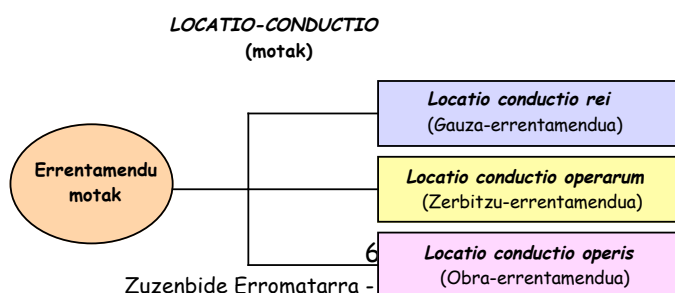 LOCATIO-CONDUCTIO
(motak)
Errentamendu
motak
Locatio conductio rei
(Gauza-errentamendua)
Locatio conductio operarum
(Zerbitzu-errentamendua)
Locatio conductio operis
(Obra-errentamendua)
6
Zuzenbide Erromatarra -